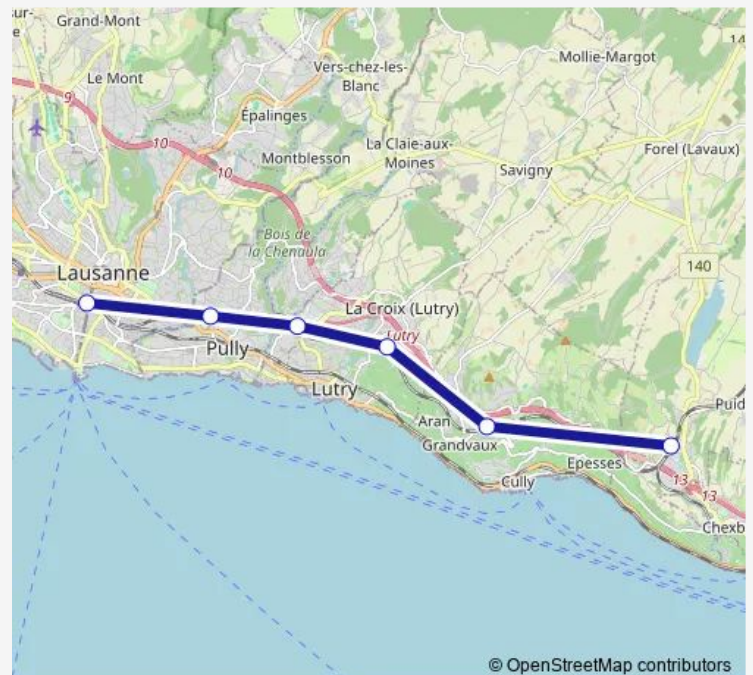 sur-
e
Grand-Mont
14
Mollie-Margot
Vers-chez-les-
Blanc
Le Mont
9
Épalinges
10
10
Montblesson
La Claie-aux-
Moines
Savigny
Forel (Lavaux)
Bois de
la Chenaula
140
Lausanne
La Croix (Lutry)
Lutry
Pully
Lutry
Puid
Aran
Grandvaux
Epesses
Cully
13
13
Chexb
© OpenStreetMap contributors